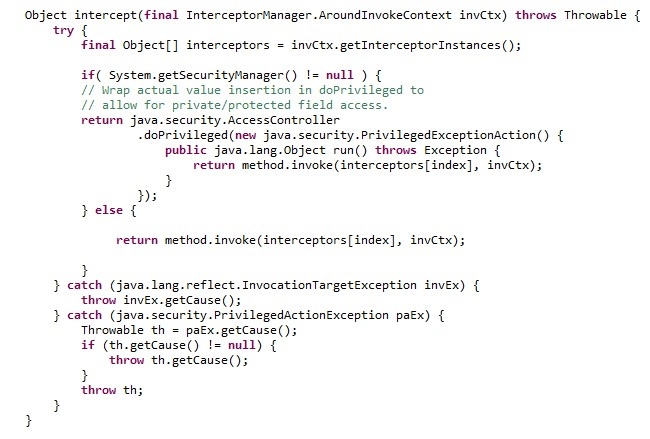 Object intercept(final InterceptorManager.AroundInvokeContext invCtx) throws Throwable {
    try {
        final Object[] interceptors = invCtx.getInterceptorInstances();

        if( System.getSecurityManager() != null ) {
        // Wrap actual value insertion in doPrivileged to
        // allow for private/protected field access.
        return java.security.AccessController
                .doPrivileged(new java.security.PrivilegedExceptionAction() {
                    public java.lang.Object run() throws Exception {
                        return method.invoke(interceptors[index], invCtx);
                    }
                });
        } else {

             return method.invoke(interceptors[index], invCtx);

        }
    } catch (java.lang.reflect.InvocationTargetException invEx) {
        throw invEx.getCause();
    } catch (java.security.PrivilegedActionException paEx) {
        Throwable th = paEx.getCause();
        if (th.getCause() != null) {
            throw th.getCause();
        }
        throw th;
    }
}